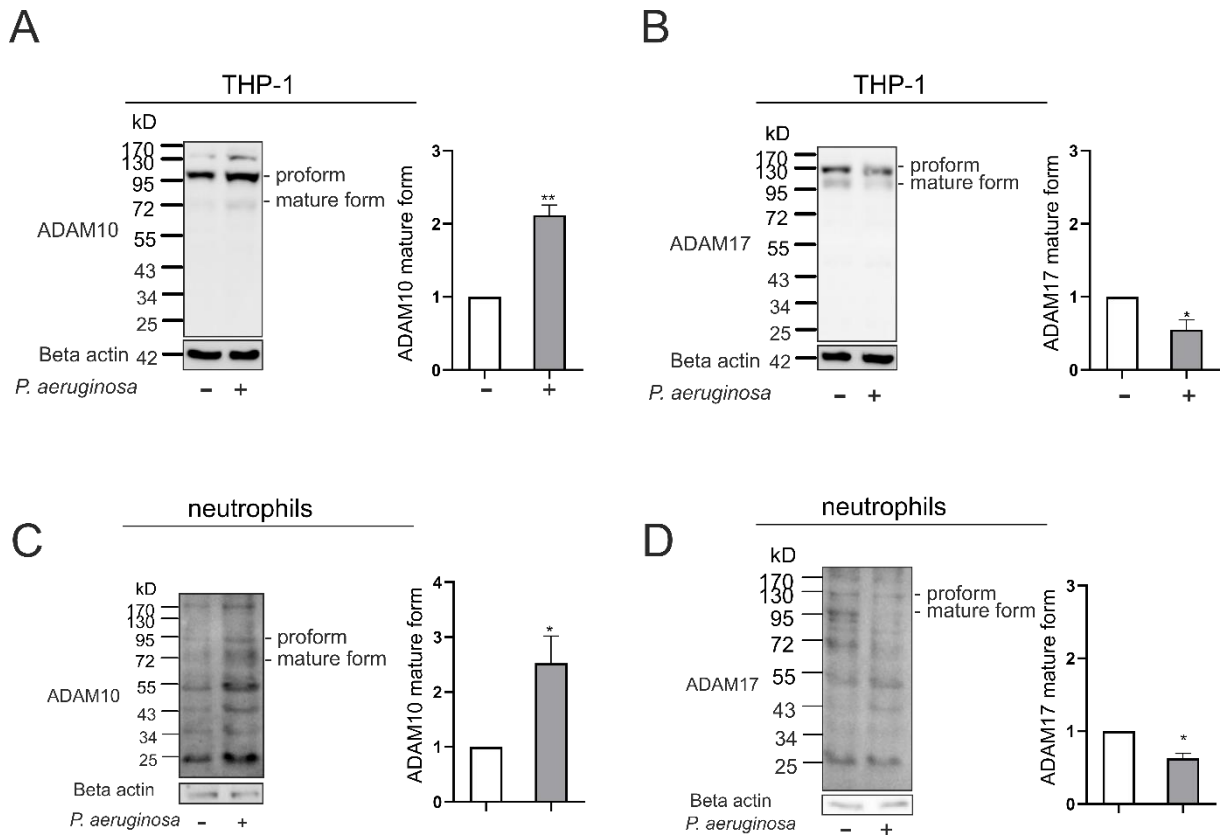 A
THP-1
kD
170
130
95
72
55
43
34
25
42
- proform
- mature form
ADAM10
Beta actin
P. aeruginosa
- +
ADAM10 mature form
3
2
1
0
**
- +
B
THP-1
kD
170
130
95
72
55
43
34
25
42
- proform
- mature form
ADAM17
Beta actin
P. aeruginosa
- +
ADAM17 mature form
3
2
1
0
*
- +
C
neutrophils
kD
170
130
95
72
55
43
34
25
- proform
- mature form
ADAM10
Beta actin
P. aeruginosa
- +
ADAM10 mature form
4
3
2
1
0
*
D
neutrophils
kD
170
130
95
72
55
43
34
25
- proform
- mature form
ADAM17
Beta actin
P. aeruginosa
- +
ADAM17 mature form
3
2
1
0
*